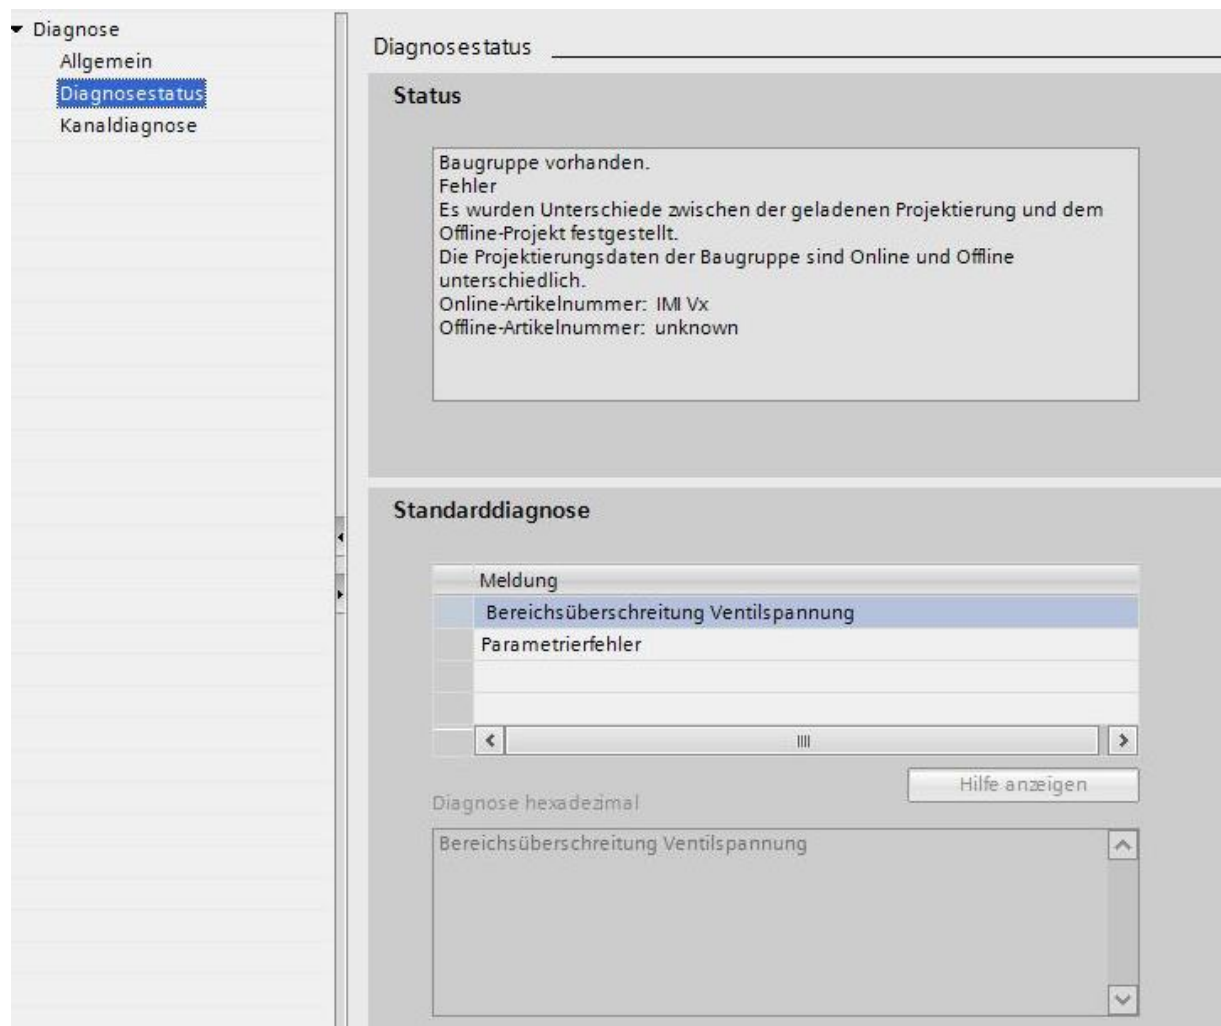 Diagnose
Allgemein
Diagnosestatus
Kanaldiagnose
Diagnosestatus
Status
Baugruppe vorhanden.
Fehler
Es wurden Unterschiede zwischen der geladenen Projektierung und dem
Offline-Projekt festgestellt.
Die Projektierungsdaten der Baugruppe sind Online und Offline
unterschiedlich.
Online-Artikelnummer: IMI Vx
Offline-Artikelnummer: unknown
Standarddiagnose
Meldung
Bereichsüberschreitung Ventilspannung
Parametrierfehler
Hilfe anzeigen
Diagnose hexadezimal
Bereichsüberschreitung Ventilspannung